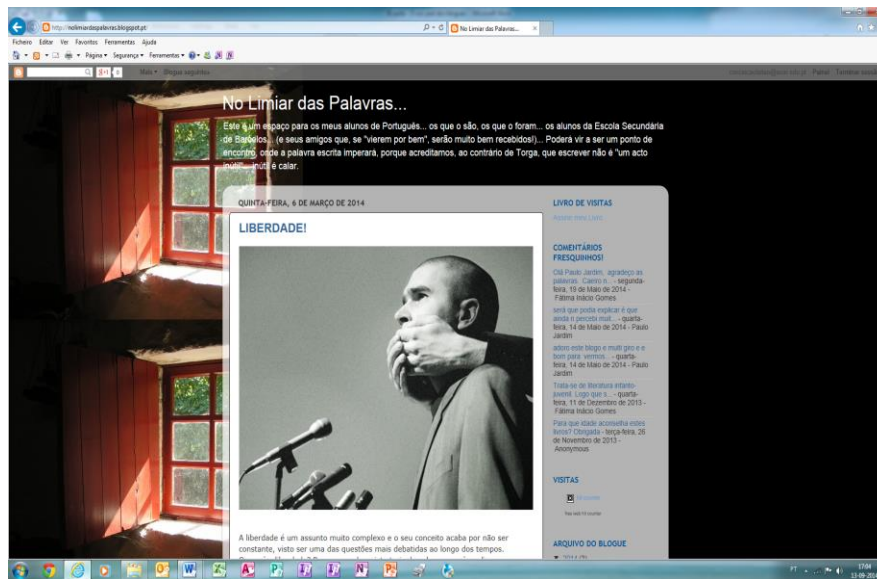 http://nolimiardaspalavras.blogspot.pt/
No Limiar das Palavras...
Ficheiro Editar Ver Favoritos Ferramentas Ajuda
Página Segurança Ferramentas
Mais
No Limiar das Palavras...
Este é um espaço para os meus alunos de Português... os que o são, os que o foram... os alunos da Escola Secundária
de Barcelos... (e seus amigos que, se "vierem por bem", serão muito bem recebidos!)... Poderá vir a ser um ponto de
encontro, onde a palavra escrita imperará, porque acreditamos, ao contrário de Torga, que escrever não é "um acto
inútil"... Inútil é calar.
QUINTA-FEIRA, 6 DE MARÇO DE 2014
LIBERDADE!
A liberdade é um assunto muito complexo e o seu conceito acaba por não ser
constante, visto ser uma das questões mais debatidas ao longo dos tempos.
LIVRO DE VISITAS
COMENTÁRIOS
FRESQUINHOS!
Olá Paulo Jardim, agradeço as
palavras. - segunda-
feira, 19 de Maio de 2014 -
Fátima Inácio Gomes
será que podia explicar é que
ainda n percebi muit... - quarta-
feira, 14 de Maio de 2014 - Paulo
Jardim
adoro este blogo e muiti giro e e
bom para vermos... - quarta-
feira, 14 de Maio de 2014 - Paulo
Jardim
Trata-se de literatura infanto-
juvenil. Logo que s... - quarta-
feira, 11 de Dezembro de 2013 -
Fátima Inácio Gomes
Para que idade aconselha estes
livros? Obrigada - terça-feira, 26
de Novembro de 2013 -
Anonymous
VISITAS
ARQUIVO DO BLOGUE
PT
17:04